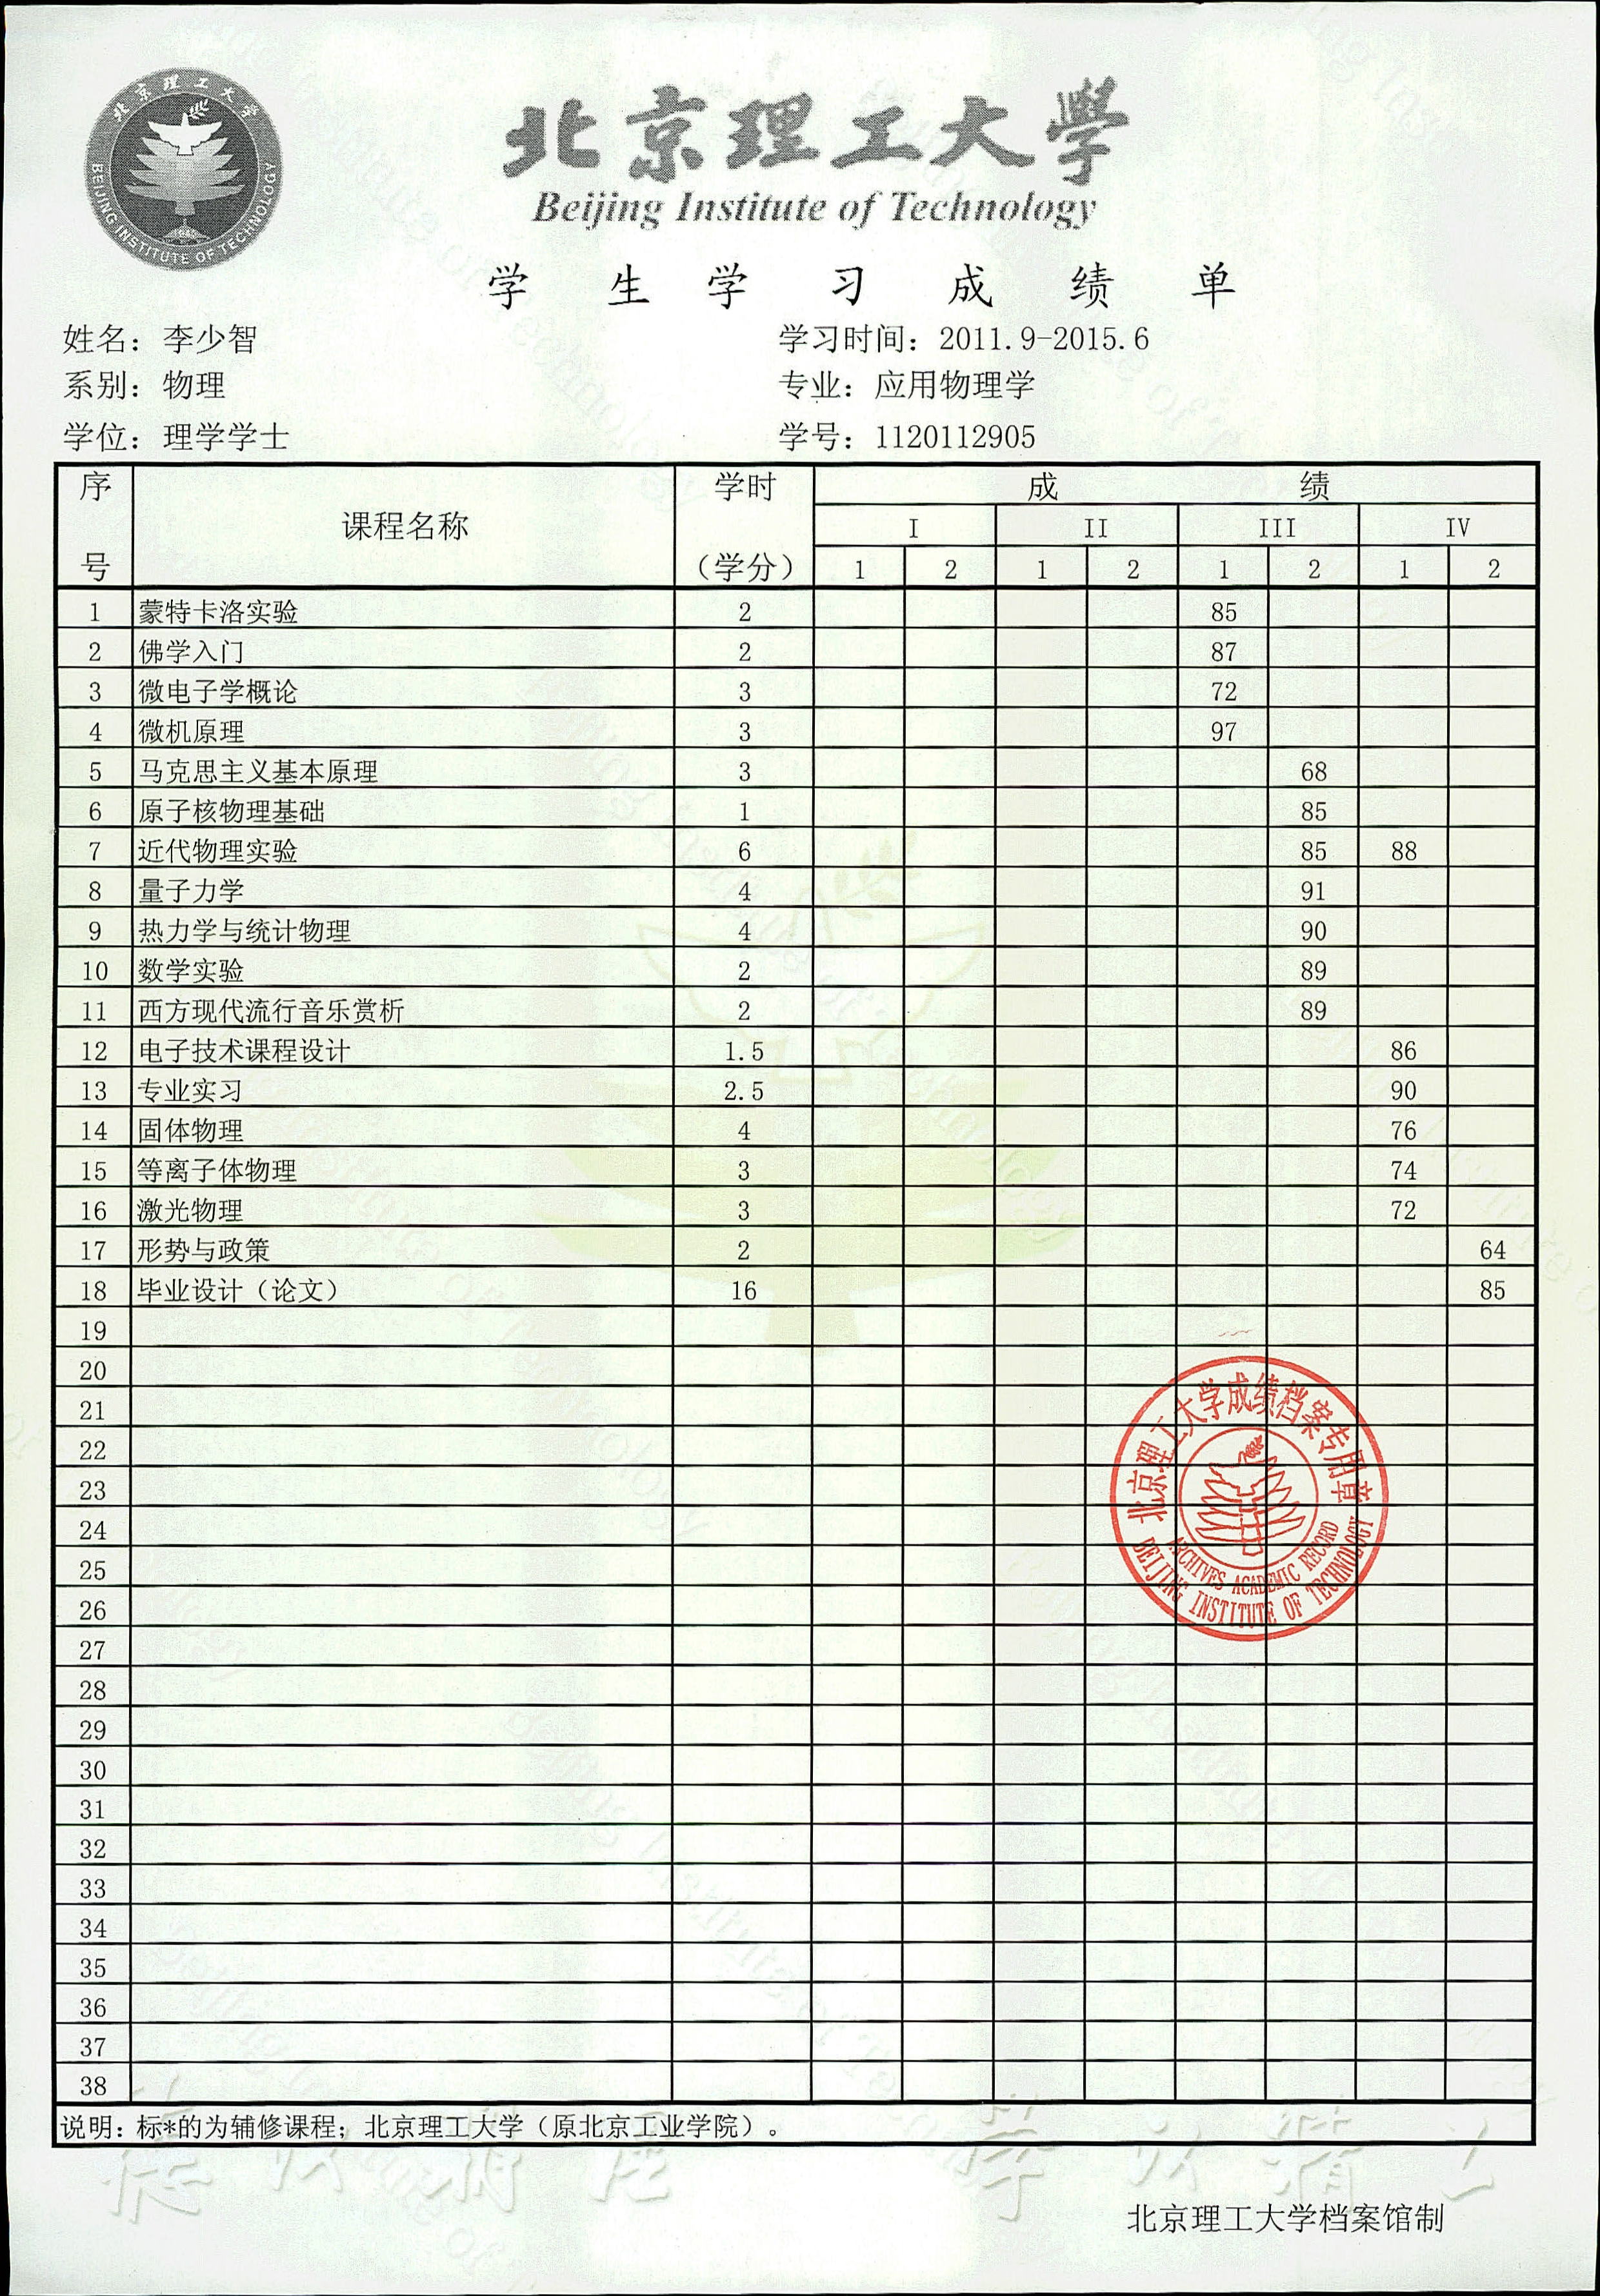 北京理工大学
BEIJING INSTITUTE OF TECHNOLOGY
1940
北京理工大學
Beijing Institute of Technology
学生学习成绩单
姓名：李少智 学习时间：2011.9-2015.6
系别：物理 专业：应用物理学
学位：理学学士 学号：1120112905
序号 课程名称 学时（学分） 成绩
I II III IV
1 2 1 2 1 2 1 2
1 蒙特卡洛实验 2 85
2 佛学入门 2 87
3 微电子学概论 3 72
4 微机原理 3 97
5 马克思主义基本原理 3 68
6 原子核物理基础 1 85
7 近代物理实验 6 85 88
8 量子力学 4 91
9 热力学与统计物理 4 90
10 数学实验 2 89
11 西方现代流行音乐赏析 2 89
12 电子技术课程设计 1.5 86
13 专业实习 2.5 90
14 固体物理 4 76
15 等离子体物理 3 74
16 激光物理 3 72
17 形势与政策 2 64
18 毕业设计（论文） 16 85
19
20
21
22
23
24
25
26
27
28
29
30
31
32
33
34
35
36
37
38
北京理工大学成绩档案专用章
ARCHIVES ACADEMIC RECORD
BEIJING INSTITUTE OF TECHNOLOGY
说明：标*的为辅修课程；北京理工大学（原北京工业学院）。
北京理工大学档案馆制